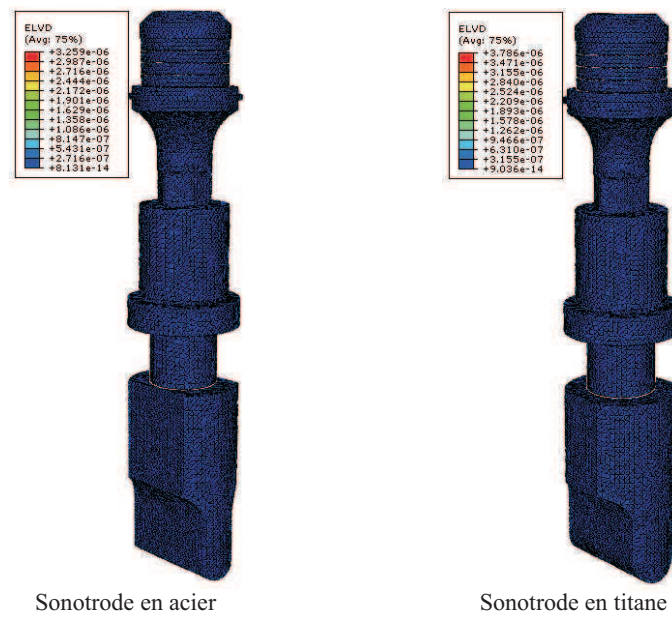 ELVD
(Avg: 75%)
+3.259e-06
+2.987e-06
+2.716e-06
+2.444e-06
+2.172e-06
+1.901e-06
+1.629e-06
+1.358e-06
+1.086e-06
+8.147e-07
+5.431e-07
+2.716e-07
+8.131e-14
ELVD
(Avg: 75%)
+3.786e-06
+3.471e-06
+3.155e-06
+2.840e-06
+2.524e-06
+2.209e-06
+1.893e-06
+1.578e-06
+1.262e-06
+9.466e-07
+6.310e-07
+3.155e-07
+9.036e-14
Sonotrode en acier
Sonotrode en titane